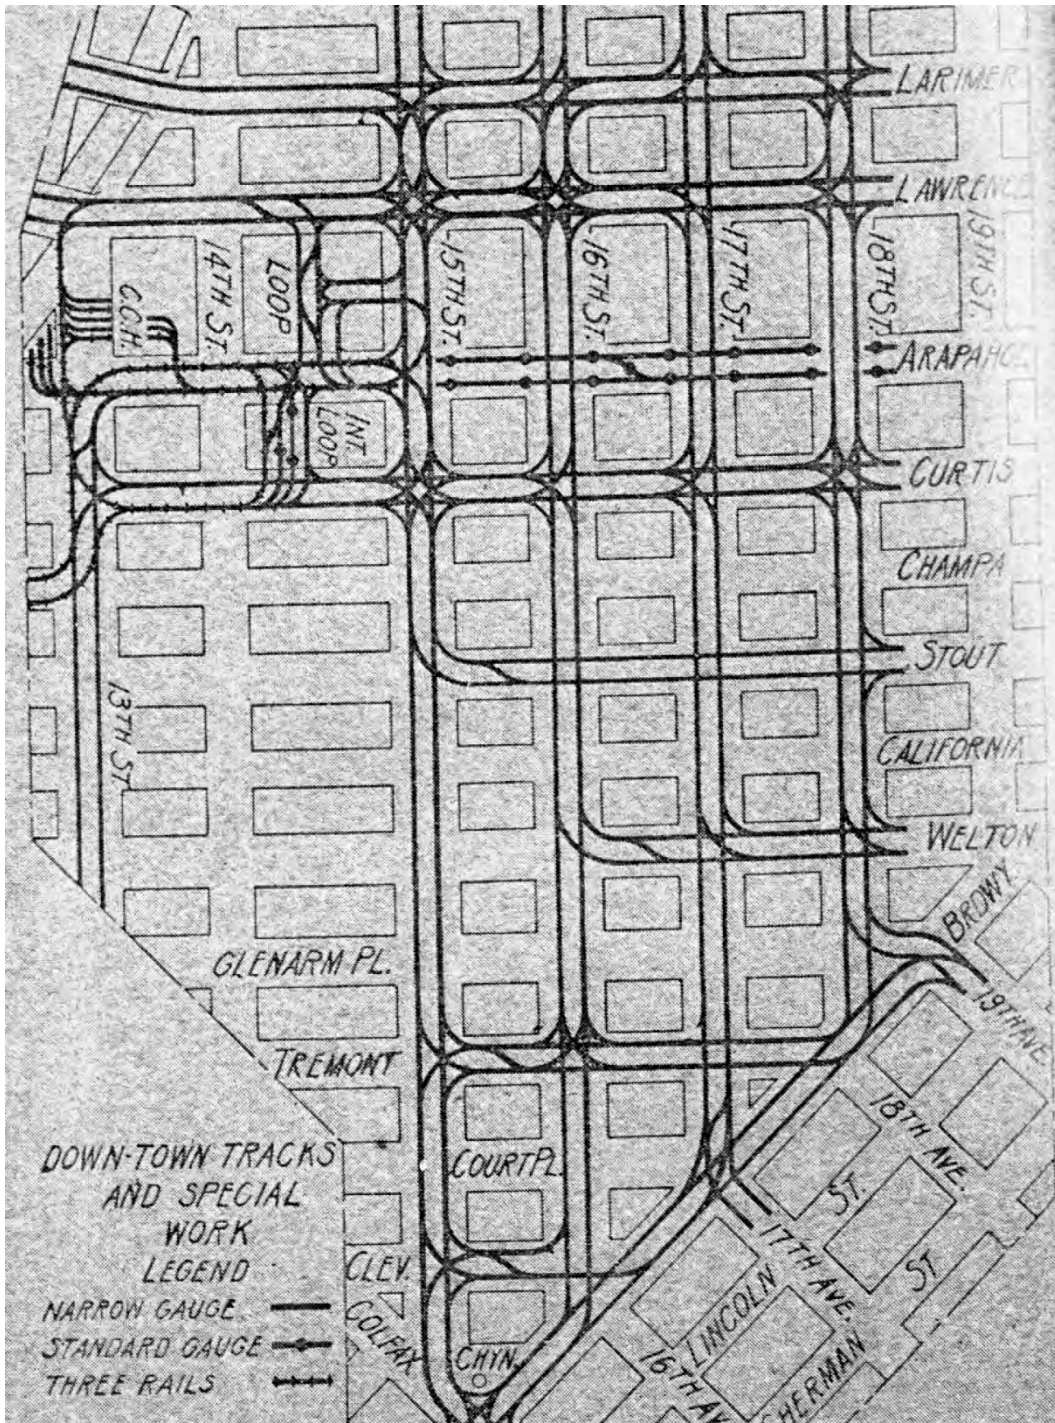 LARIMER
LAWRENCE
19TH ST.
18TH ST.
17TH ST.
16TH ST.
15TH ST.
LOOP
14TH ST.
C.C.H.
ARAPAHOE
INT.
LOOP
CURTIS
CHAMPA
STOUT
13TH ST.
CALIFORNIA
WELTON
BROWY
GLENARM PL.
19TH AVE.
TREMONT
18TH AVE.
COURT PL.
ST.
17TH AVE.
CLEV.
ST
LINCOLN
COLFAX
CHYN.
16TH AV
SHERMAN
DOWN-TOWN TRACKS
AND SPECIAL
WORK
LEGEND
NARROW GAUGE
STANDARD GAUGE
THREE RAILS